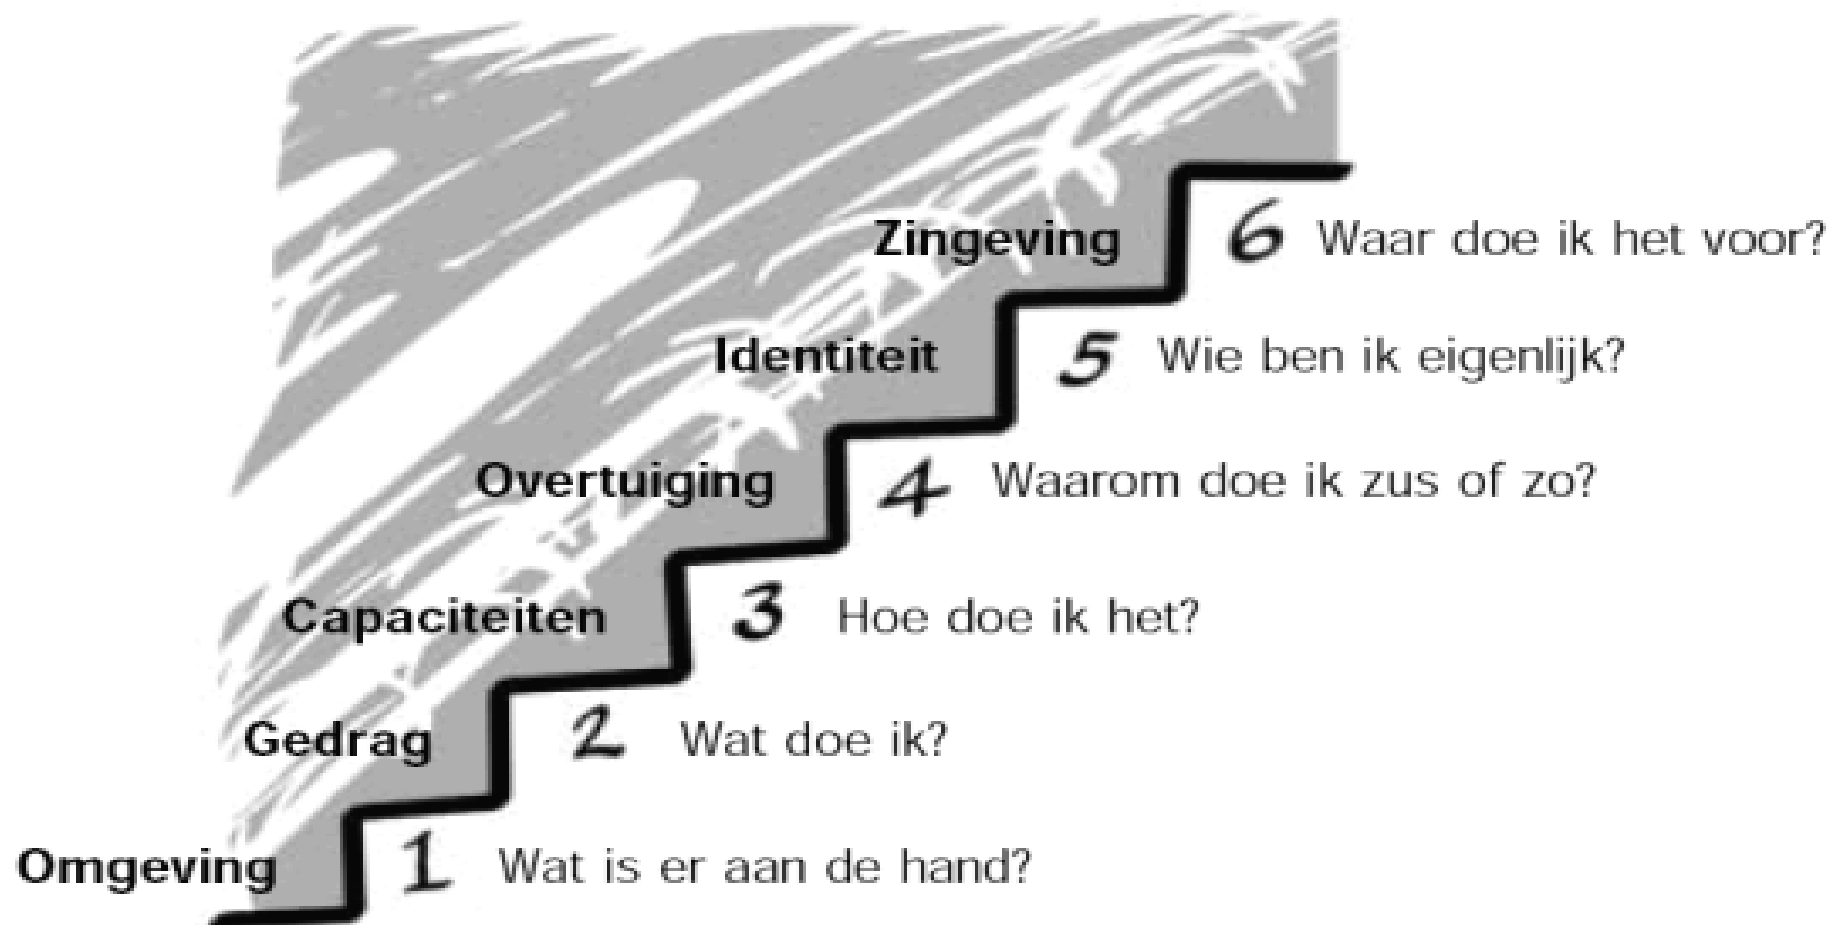 Zingeving 6 Waar doe ik het voor?
Identiteit 5 Wie ben ik eigenlijk?
Overtuiging 4 Waarom doe ik zus of zo?
Capaciteiten 3 Hoe doe ik het?
Gedrag 2 Wat doe ik?
Omgeving 1 Wat is er aan de hand?